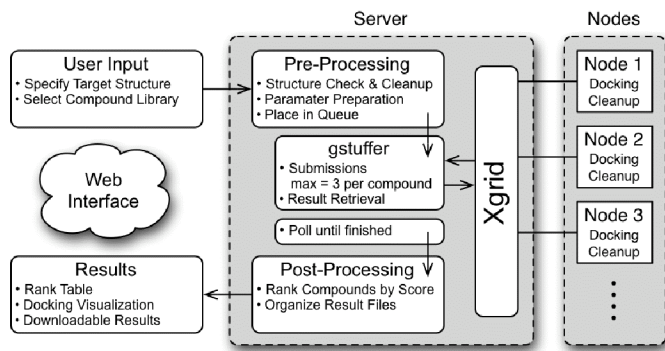 Server
Nodes
User Input
• Specify Target Structure
• Select Compound Library
Pre-Processing
• Structure Check & Cleanup
• Paramater Preparation
• Place in Queue
gstuffer
• Submissions
max = 3 per compound
• Result Retrieval
• Poll until finished
Post-Processing
• Rank Compounds by Score
• Organize Result Files
Xgrid
Node 1
Docking
Cleanup
Node 2
Docking
Cleanup
Node 3
Docking
Cleanup
Web
Interface
Results
• Rank Table
• Docking Visualization
• Downloadable Results